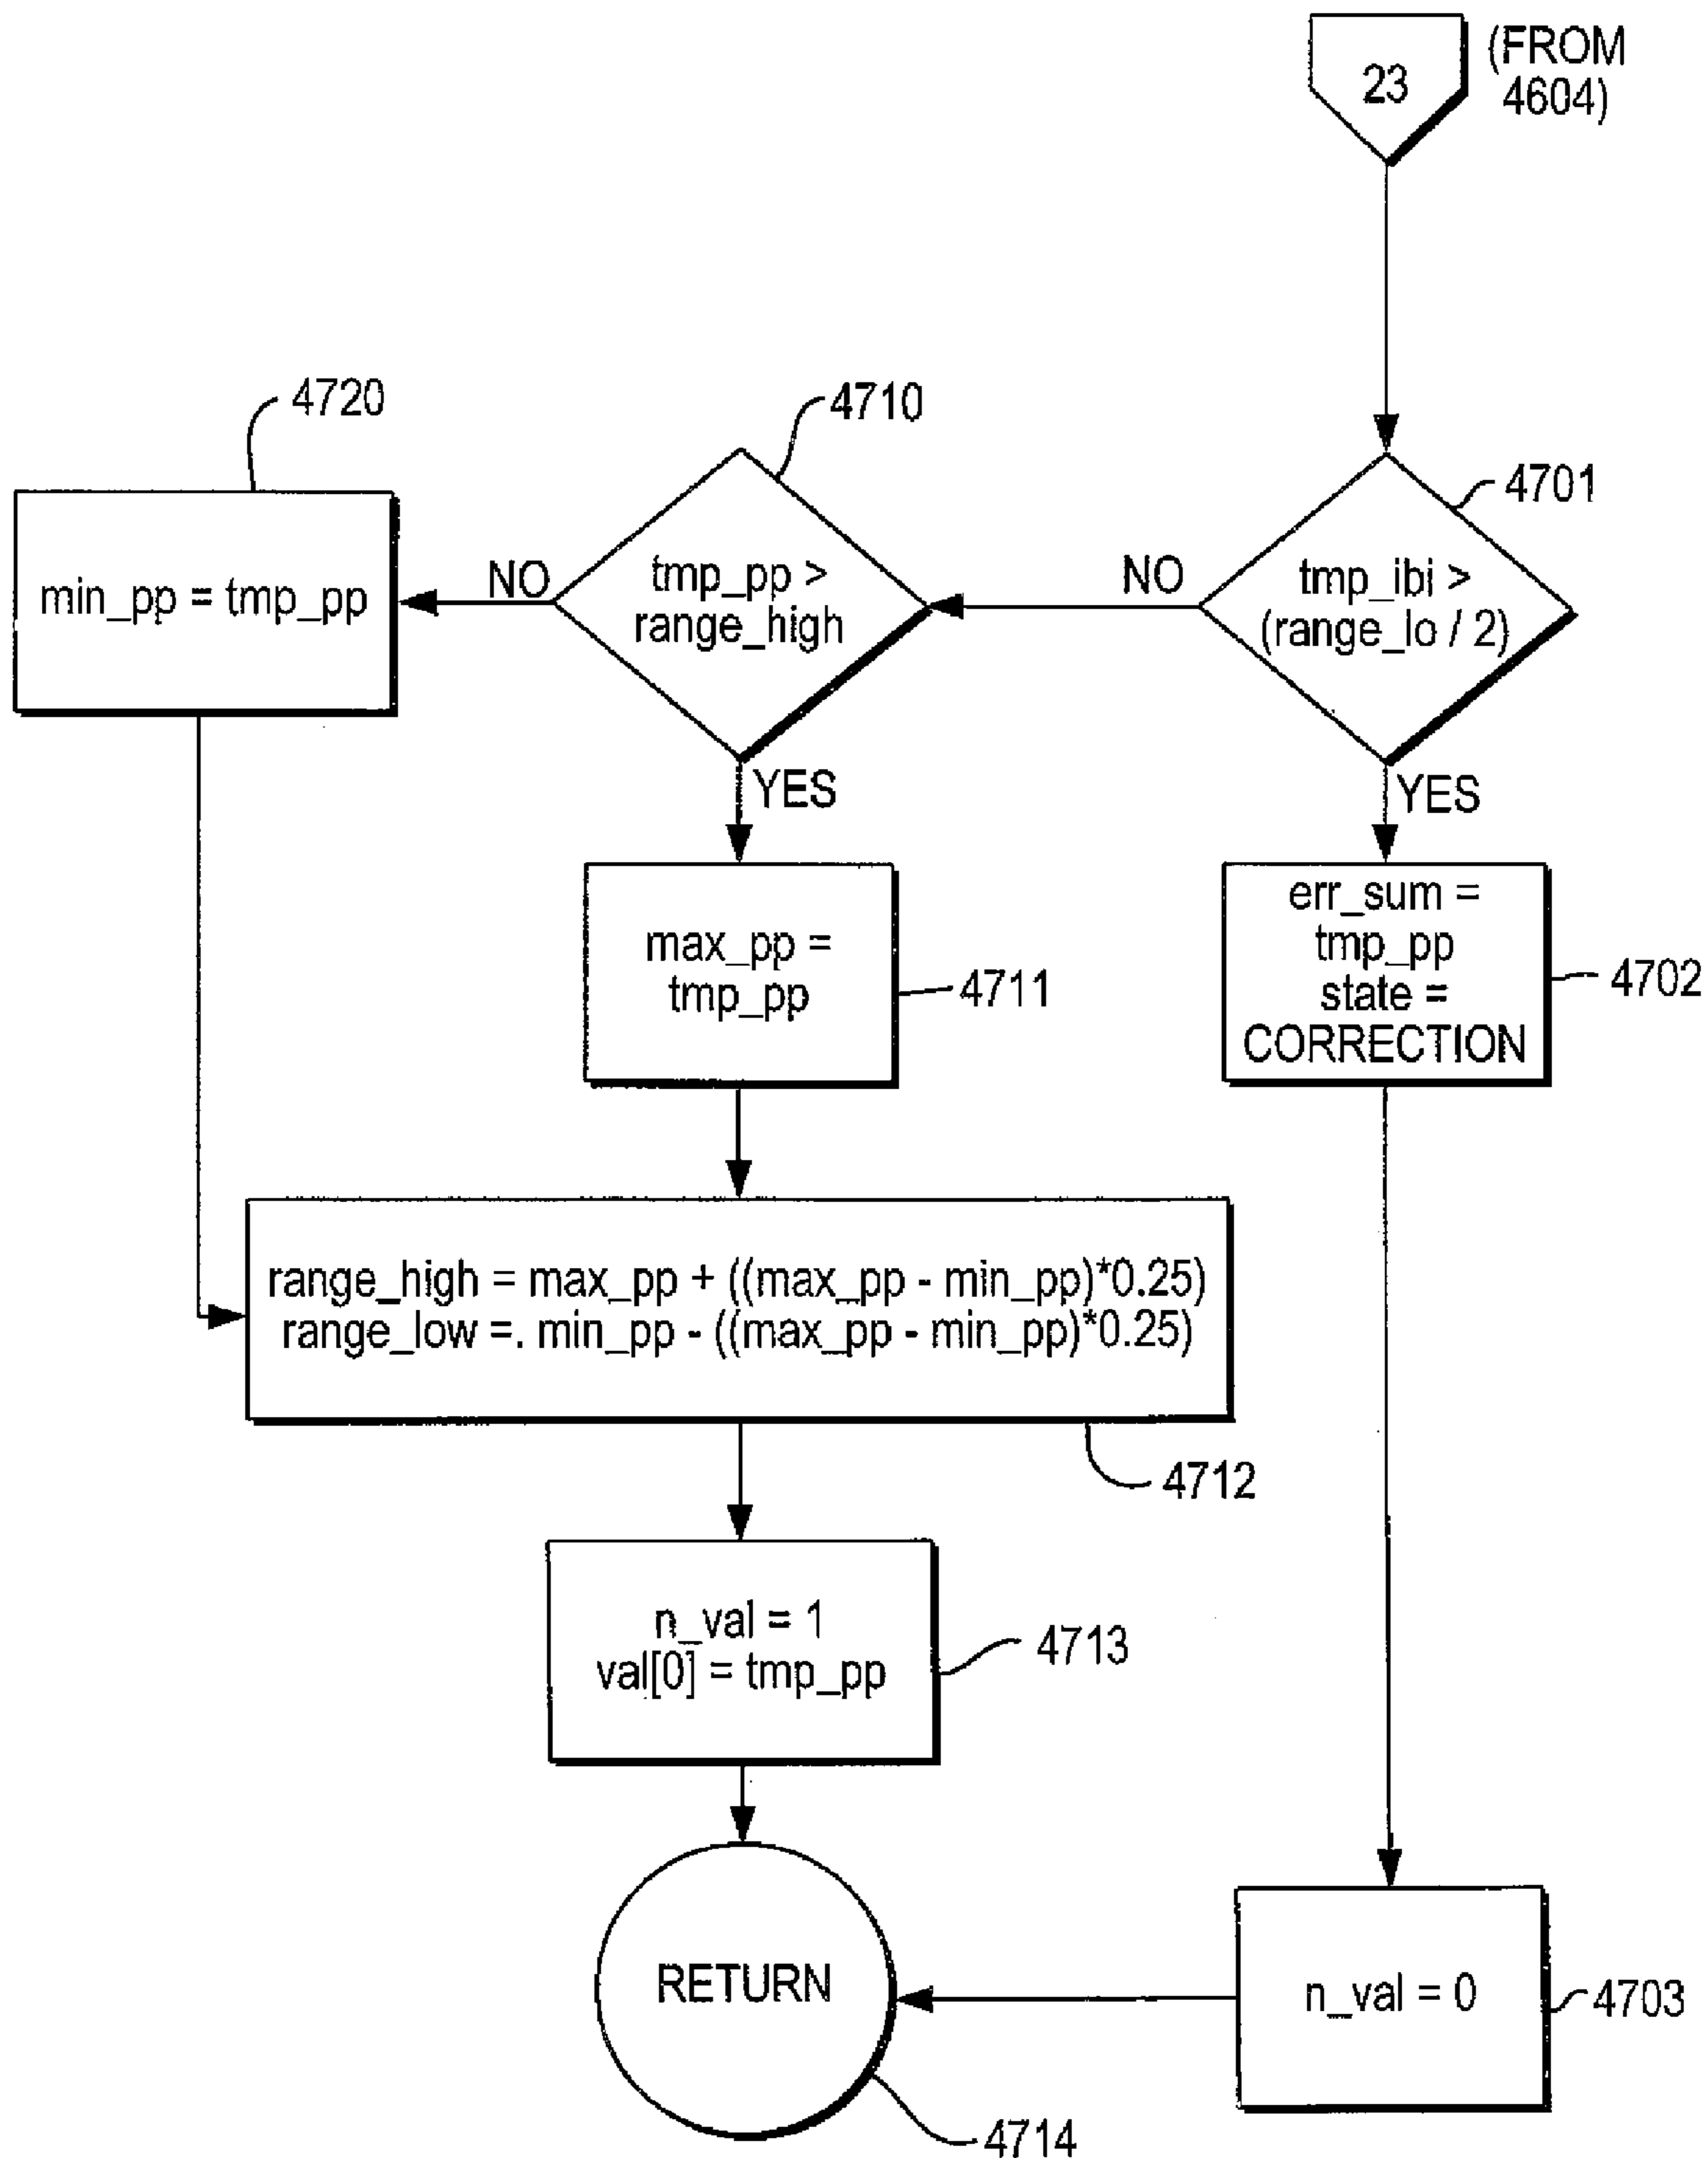 23
(FROM
4604)
4720
4710
4701
min_pp = tmp_pp
NO
tmp_pp >
range_high
NO
tmp_ibi >
(range_lo / 2)
YES
YES
max_pp =
tmp_pp
4711
err_sum =
tmp_pp
state =
CORRECTION
4702
range_high = max_pp + ((max_pp - min_pp)*0.25)
range_low =. min_pp - ((max_pp - min_pp)*0.25)
4712
n_val = 1
val[0] = tmp_pp
4713
RETURN
n_val = 0
4703
4714